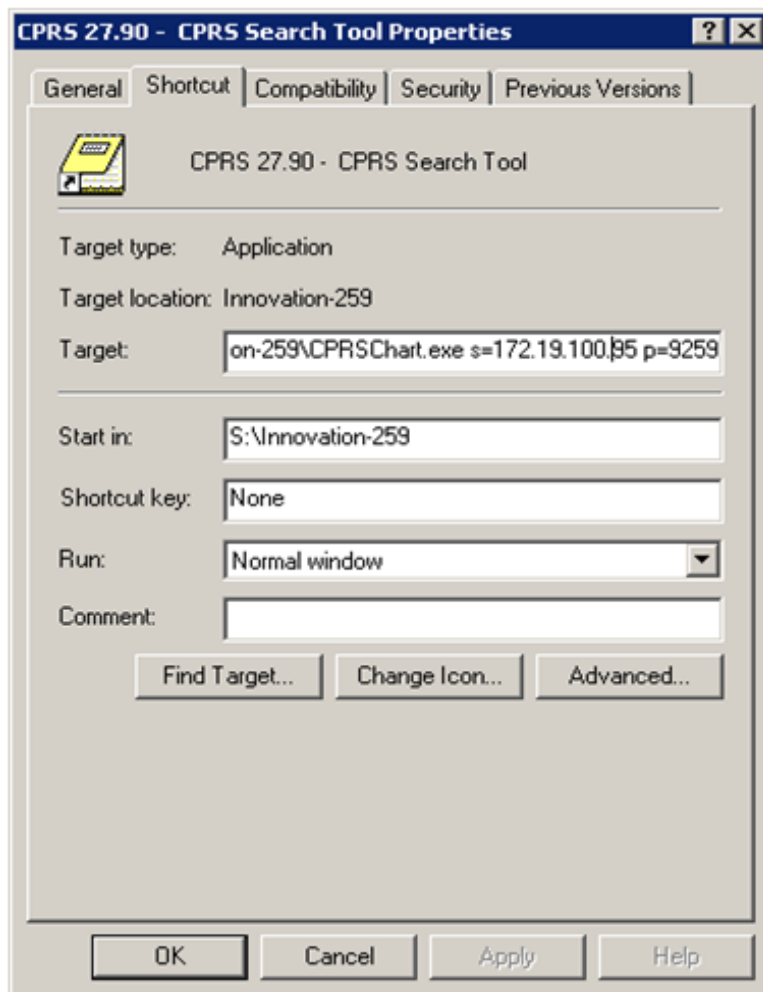 CPRS 27.90 -  CPRS Search Tool Properties
General Shortcut Compatibility Security Previous Versions
CPRS 27.90 -  CPRS Search Tool
Target type: Application
Target location: Innovation-259
Target: on-259\CPRSChart.exe s=172.19.100.95 p=9259
Start in: S:\Innovation-259
Shortcut key: None
Run: Normal window
Comment:
Find Target... Change Icon... Advanced...
OK Cancel Apply Help